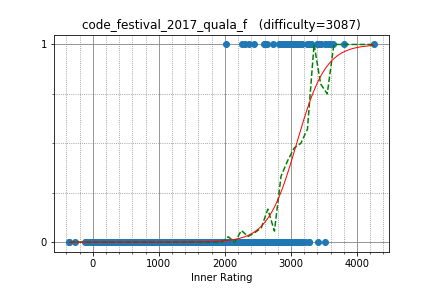 code_festival_2017_quala_f (difficulty=3087)
1
0
0 1000 2000 3000 4000
Inner Rating